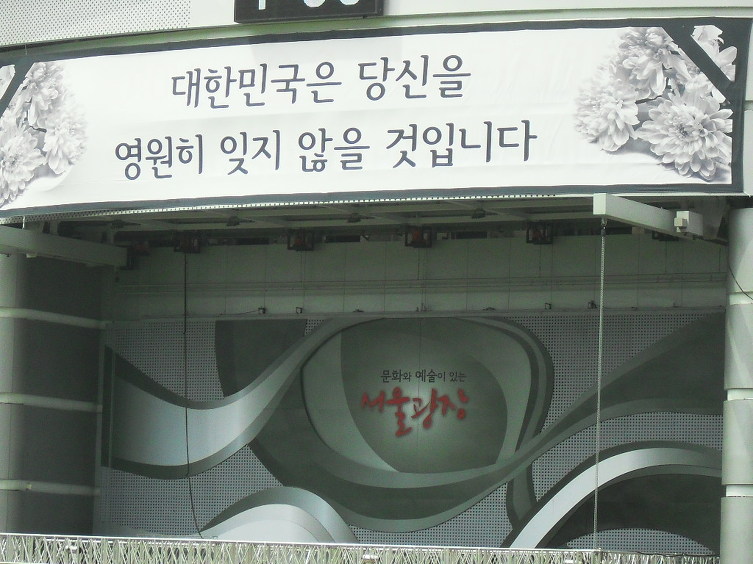 대한민국은 당신을
영원히 잊지 않을 것입니다
문화와 예술이 있는
서울광장